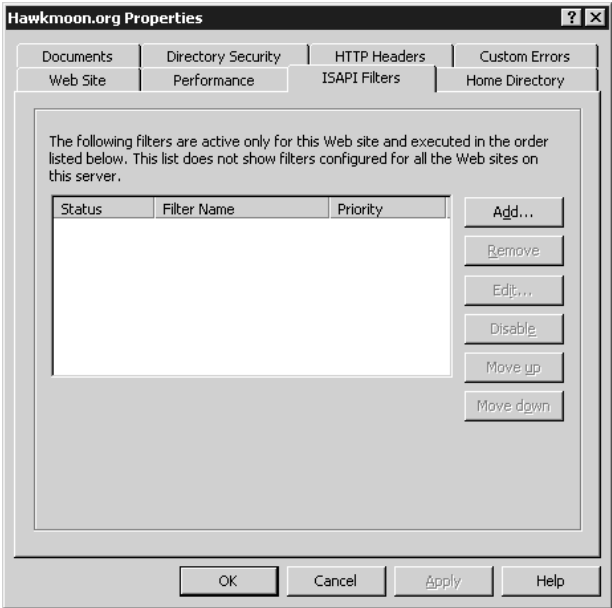 Hawkmoon.org Properties
Documents Directory Security HTTP Headers Custom Errors
Web Site Performance ISAPI Filters Home Directory
The following filters are active only for this Web site and executed in the order
listed below. This list does not show filters configured for all the Web sites on
this server.
Status Filter Name Priority
Add...
Remove
Edit...
Disable
Move up
Move down
OK Cancel Apply Help